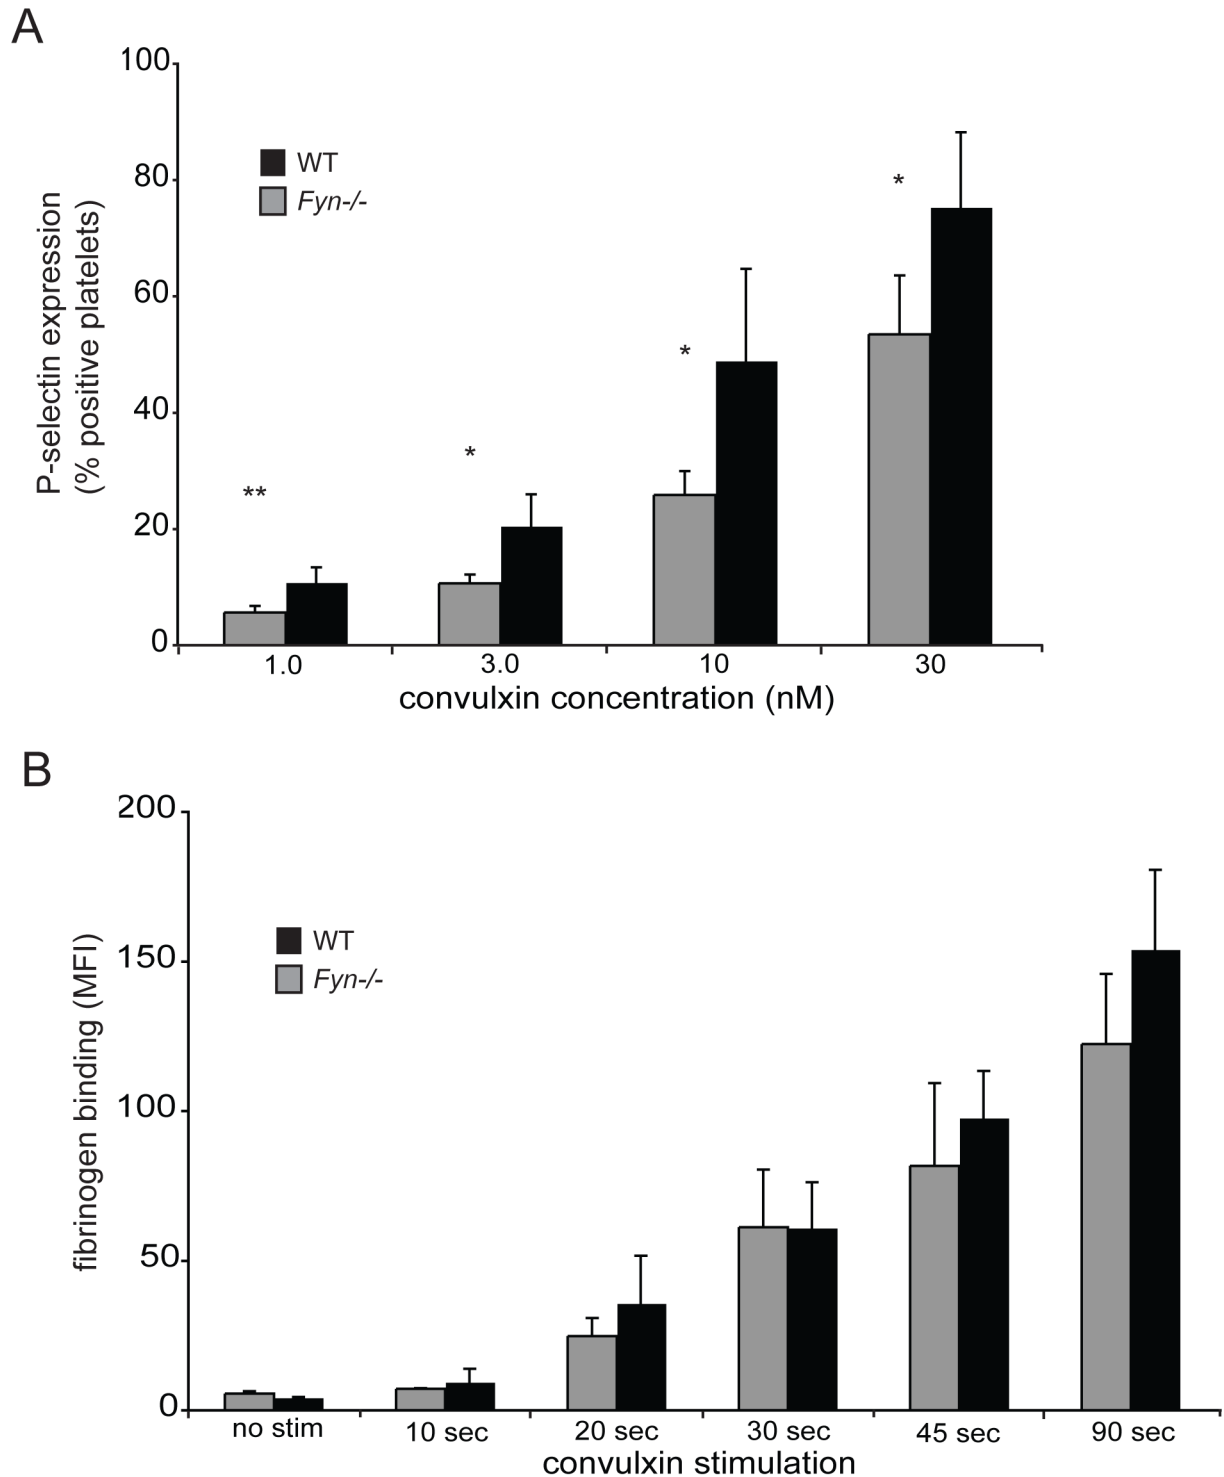 A
100
80
60
40
20
0
P-selectin expression
(% positive platelets)
WT
Fyn-/-
**
*
*
*
1.0 3.0 10 30
convulxin concentration (nM)
B
200
150
100
50
0
fibrinogen binding (MFI)
WT
Fyn-/-
no stim 10 sec 20 sec 30 sec 45 sec 90 sec
convulxin stimulation